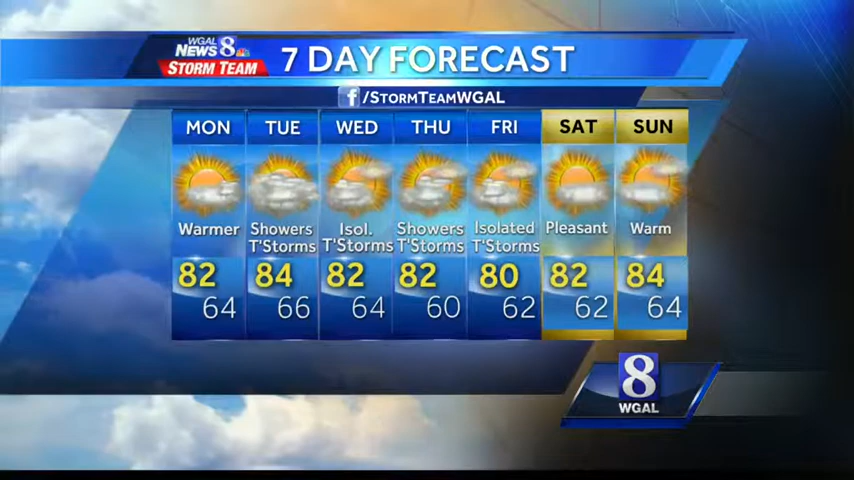 WGAL
NEWS 8
STORM TEAM
7 DAY FORECAST
f /STORMTEAMWGAL
MON TUE WED THU FRI SAT SUN
Warmer Showers T'Storms Isol. T'Storms Showers T'Storms Isolated T'Storms Pleasant Warm
82 84 82 82 80 82 84
64 66 64 60 62 62 64
8
WGAL